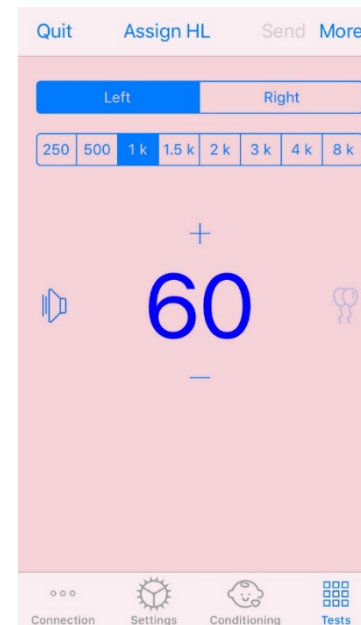 Quit Assign HL Send More
Left Right
250 500 1 k 1.5 k 2 k 3 k 4 k 8 k
+
60
—
Connection Settings Conditioning Tests